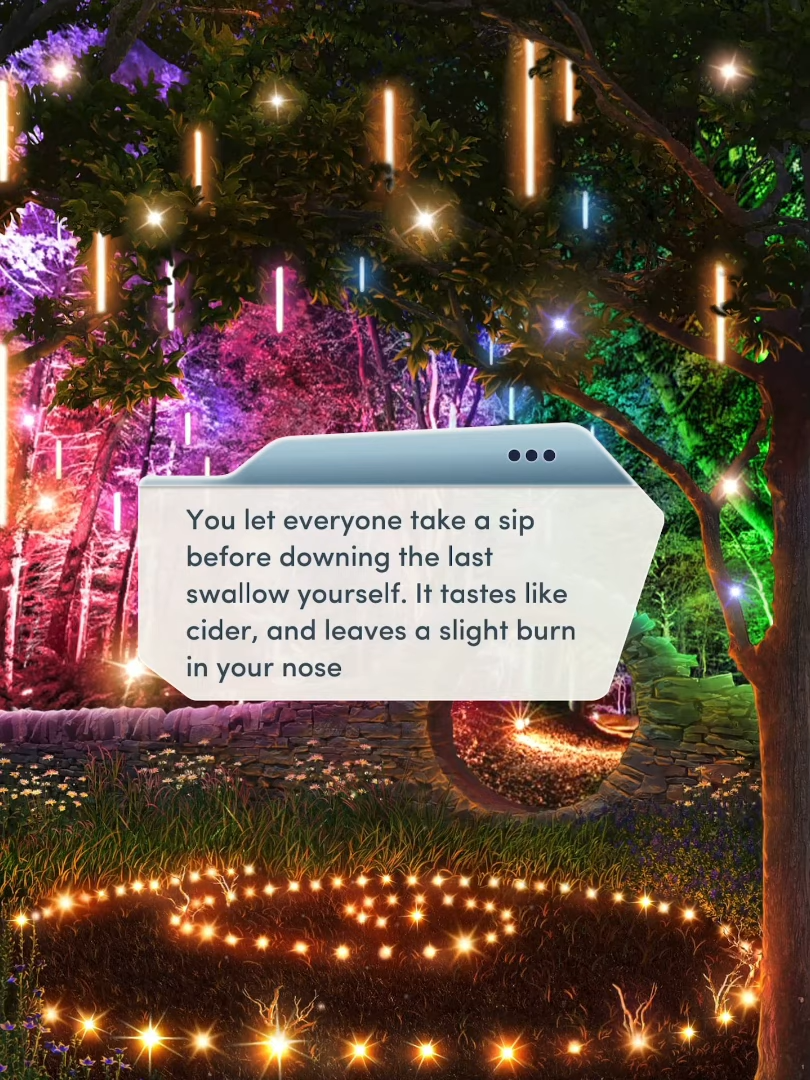 You let everyone take a sip
before downing the last
swallow yourself. It tastes like
cider, and leaves a slight burn
in your nose